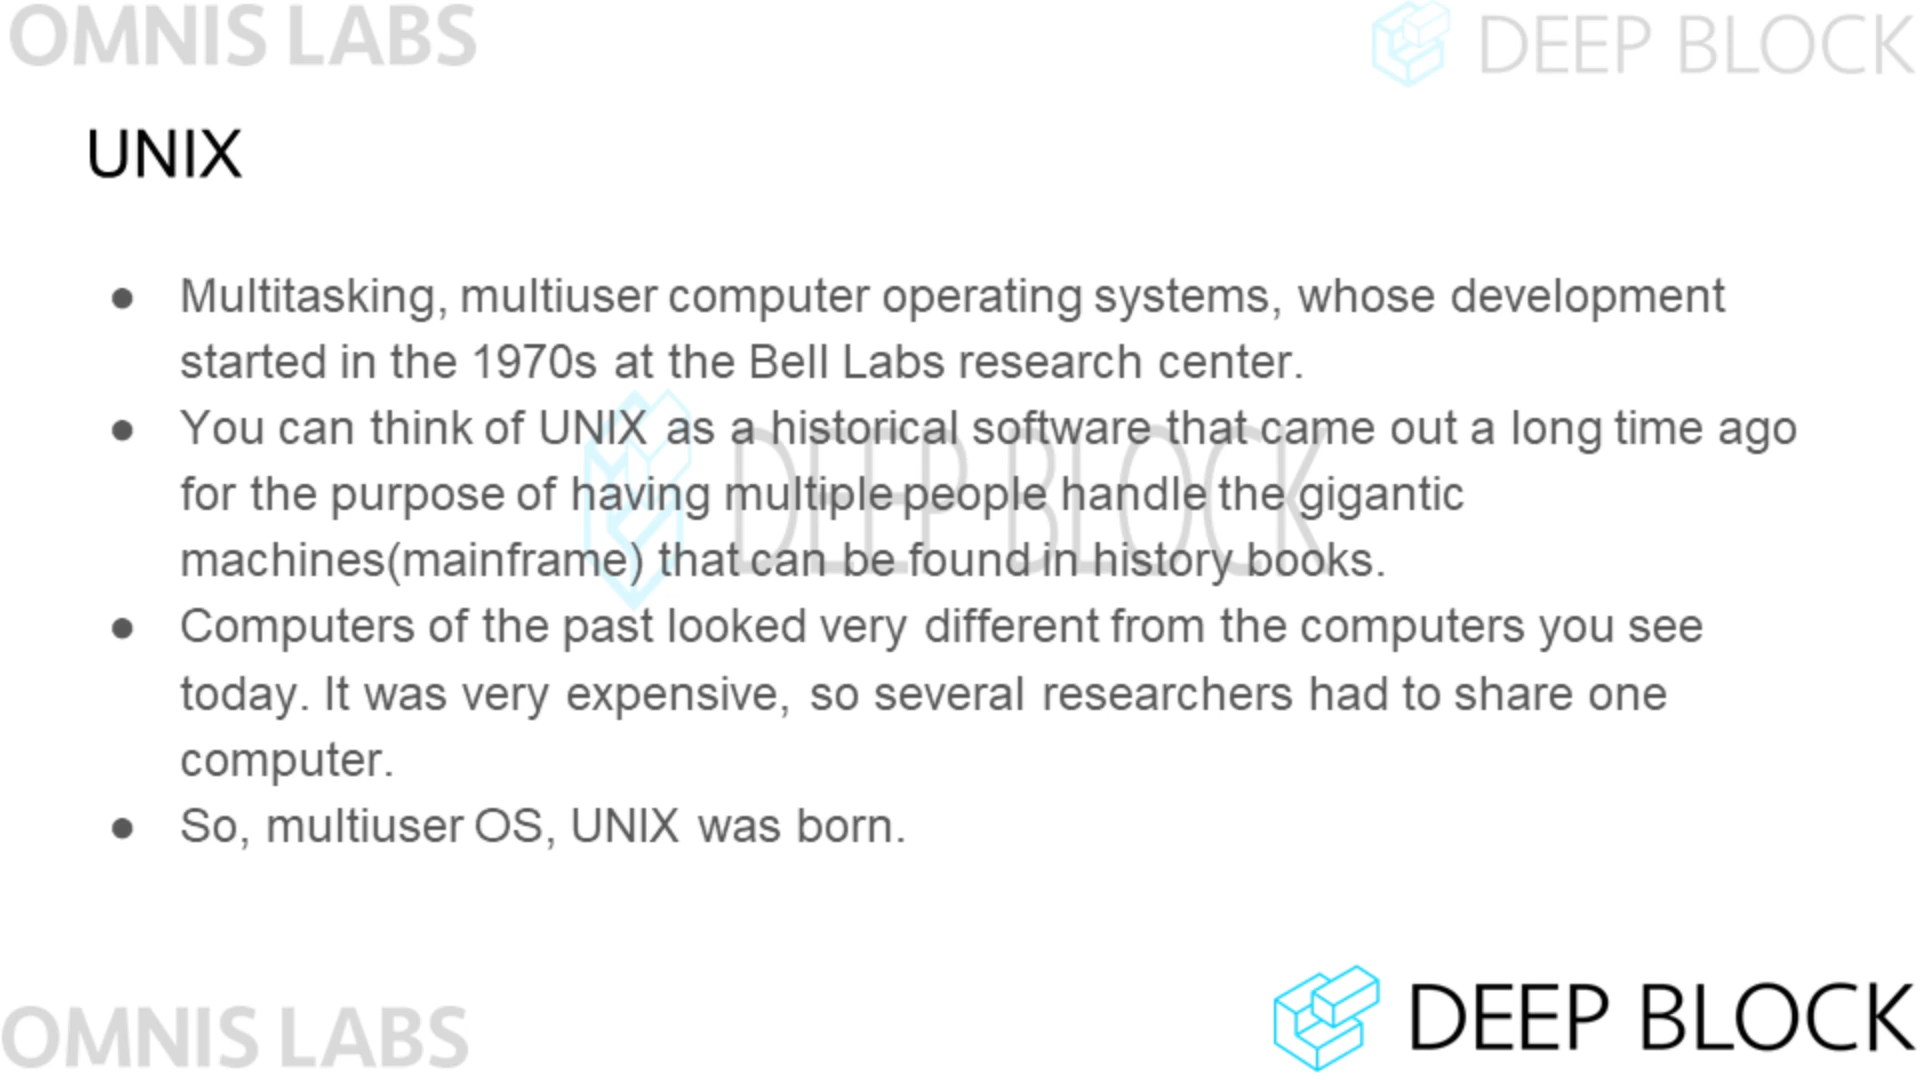 OMNIS LABS
DEEP BLOCK
UNIX
● Multitasking, multiuser computer operating systems, whose development
started in the 1970s at the Bell Labs research center.
● You can think of UNIX as a historical software that came out a long time ago
for the purpose of having multiple people handle the gigantic
machines(mainframe) that can be found in history books.
DEEP BLOCK
● Computers of the past looked very different from the computers you see
today. It was very expensive, so several researchers had to share one
computer.
● So, multiuser OS, UNIX was born.
OMNIS LABS
DEEP BLOCK